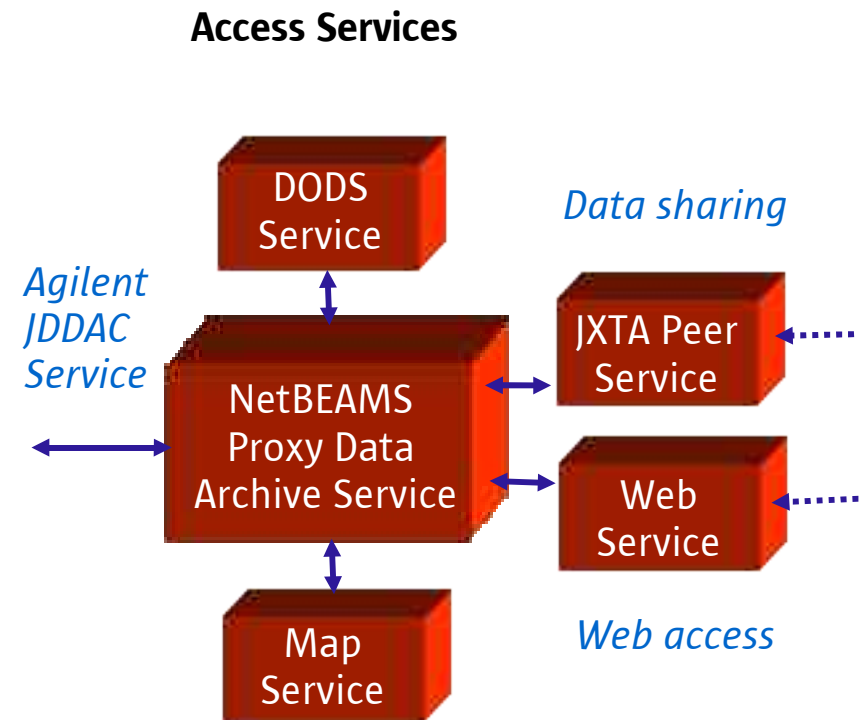 Access Services
DODS
Service
Data sharing
Agilent
JDDAC
Service
JXTA Peer
Service
NetBEAMS
Proxy Data
Archive Service
Web
Service
Web access
Map
Service